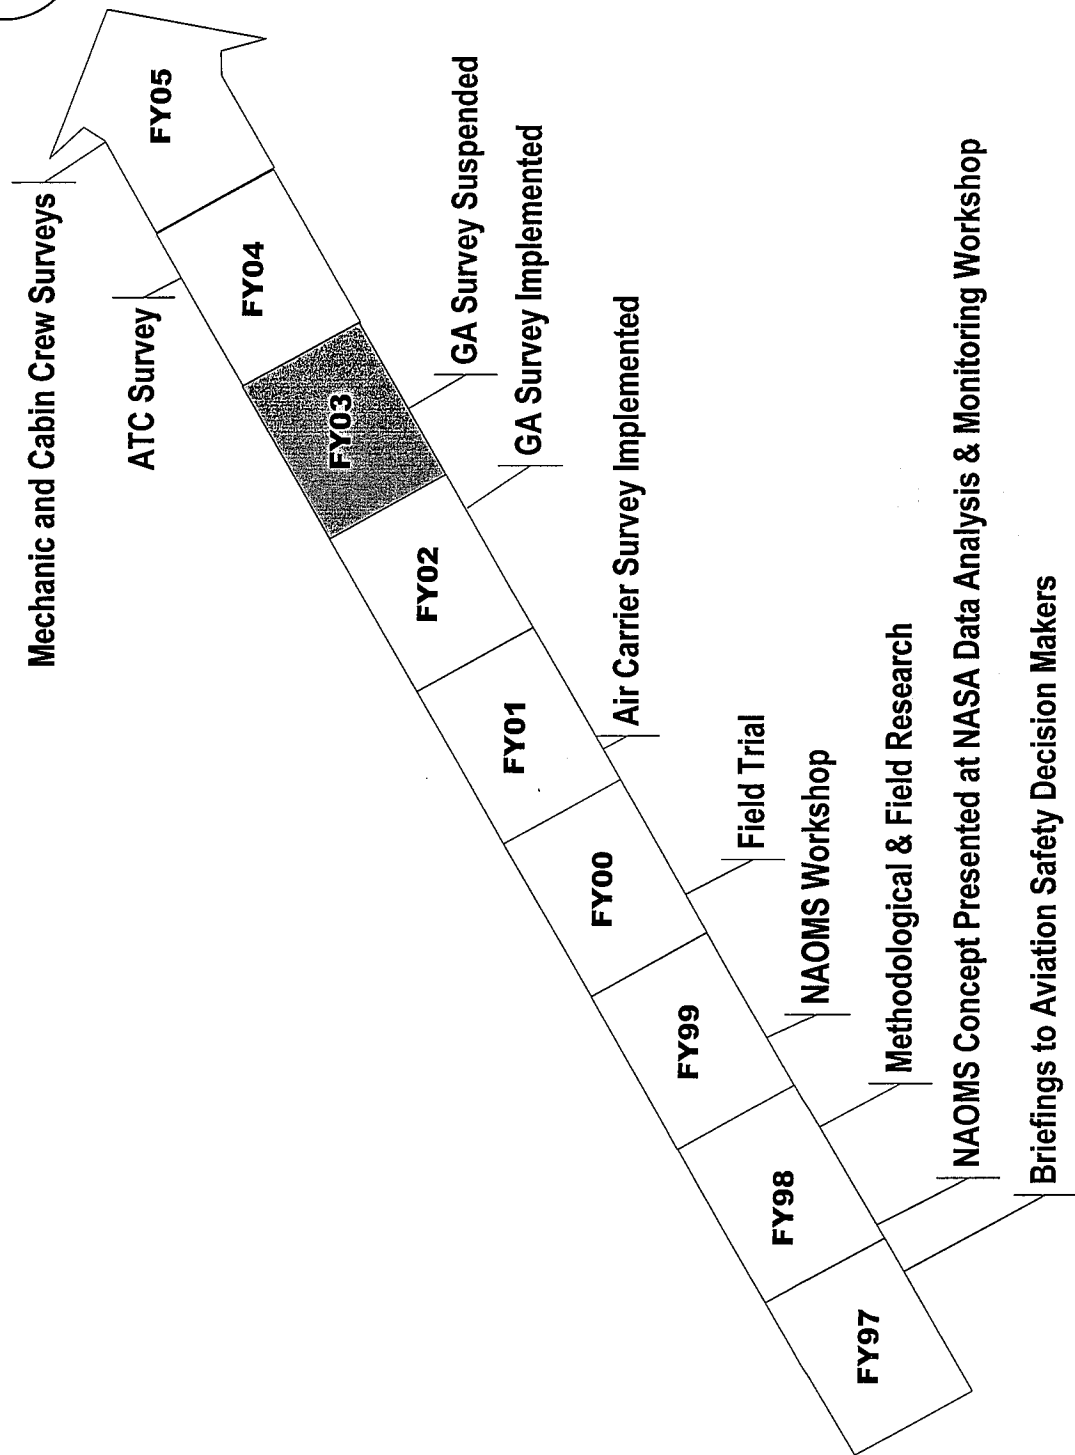 Mechanic and Cabin Crew Surveys
ATC Survey
FY05
FY04
FY03
FY02
FY01
FY00
FY99
FY98
FY97
GA Survey Suspended
GA Survey Implemented
Air Carrier Survey Implemented
Field Trial
NAOMS Workshop
Methodological & Field Research
NAOMS Concept Presented at NASA Data Analysis & Monitoring Workshop
Briefings to Aviation Safety Decision Makers